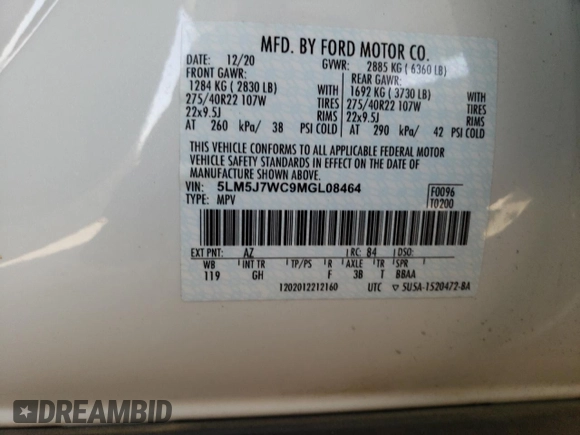 MFD. BY FORD MOTOR CO.
DATE: 12/20 GVWR: 2885 KG ( 6360 LB)
FRONT GAWR: REAR GAWR:
1284 KG ( 2830 LB) WITH 1692 KG ( 3730 LB) WITH
275/40R22 107W TIRES 275/40R22 107W TIRES
22x9.5J RIMS 22x9.5J RIMS
AT 260 kPa/ 38 PSI COLD AT 290 kPa/ 42 PSI COLD
THIS VEHICLE CONFORMS TO ALL APPLICABLE FEDERAL MOTOR
VEHICLE SAFETY STANDARDS IN EFFECT ON THE DATE OF
MANUFACTURE SHOWN ABOVE.
VIN: 5LM5J7WC9MGL08464 F0096
TYPE: MPV T0200
EXT PNT: AZ RC: 84 DSO:
WB INT TR TP/PS R AXLE TR SPR
119 GH F 3B T BBAA
1202012212160 UTC ▽ 5U5A-1520472-BA
DREAMBID